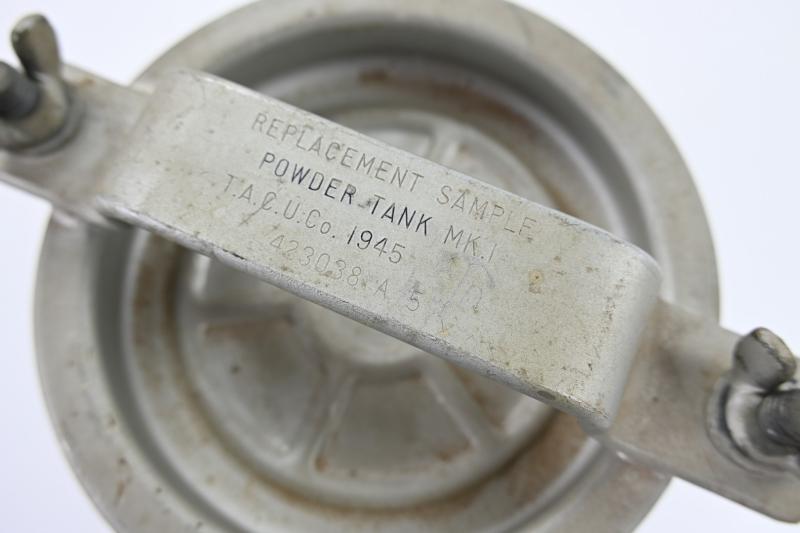 REPLACEMENT SAMPLE
POWDER TANK MK.I
T.A.C.U.Co. 1945
423038 A 5